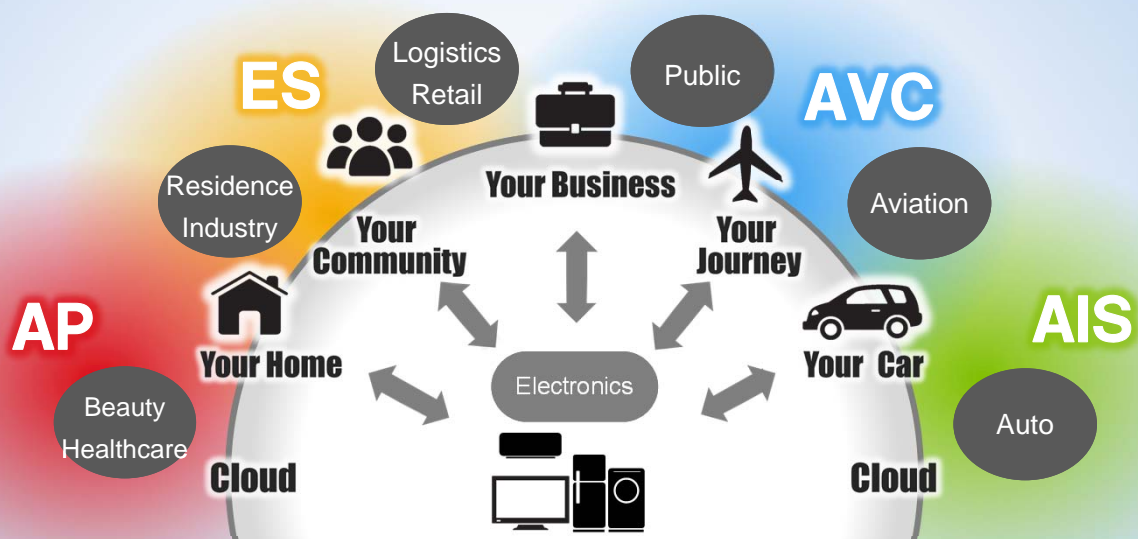 Logistics
Retail
Public
ES
AVC
Residence
Industry
Your Business
Aviation
Your
Community
Your
Journey
AP
AIS
Your Home
Your Car
Electronics
Beauty
Healthcare
Auto
Cloud
Cloud